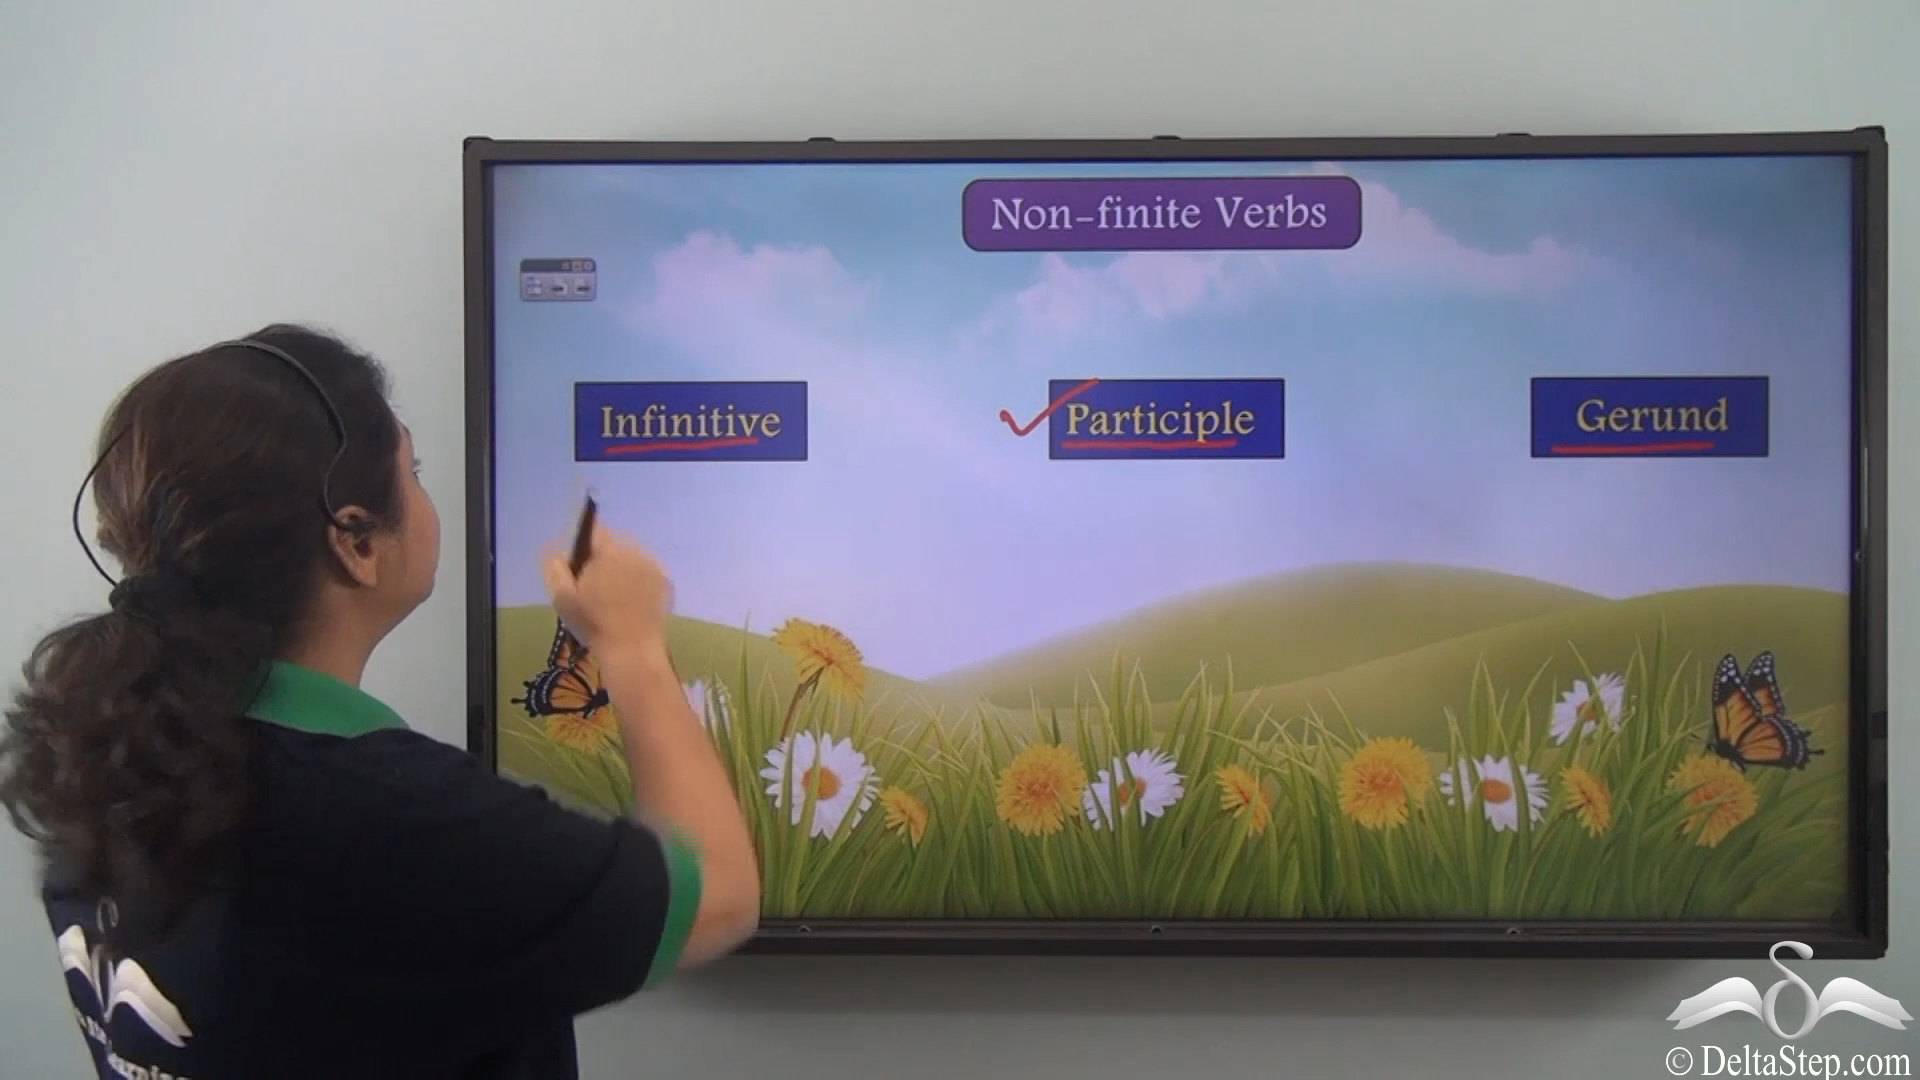 Non-finite Verbs
Infinitive
Participle
Gerund
© DeltaStep.com